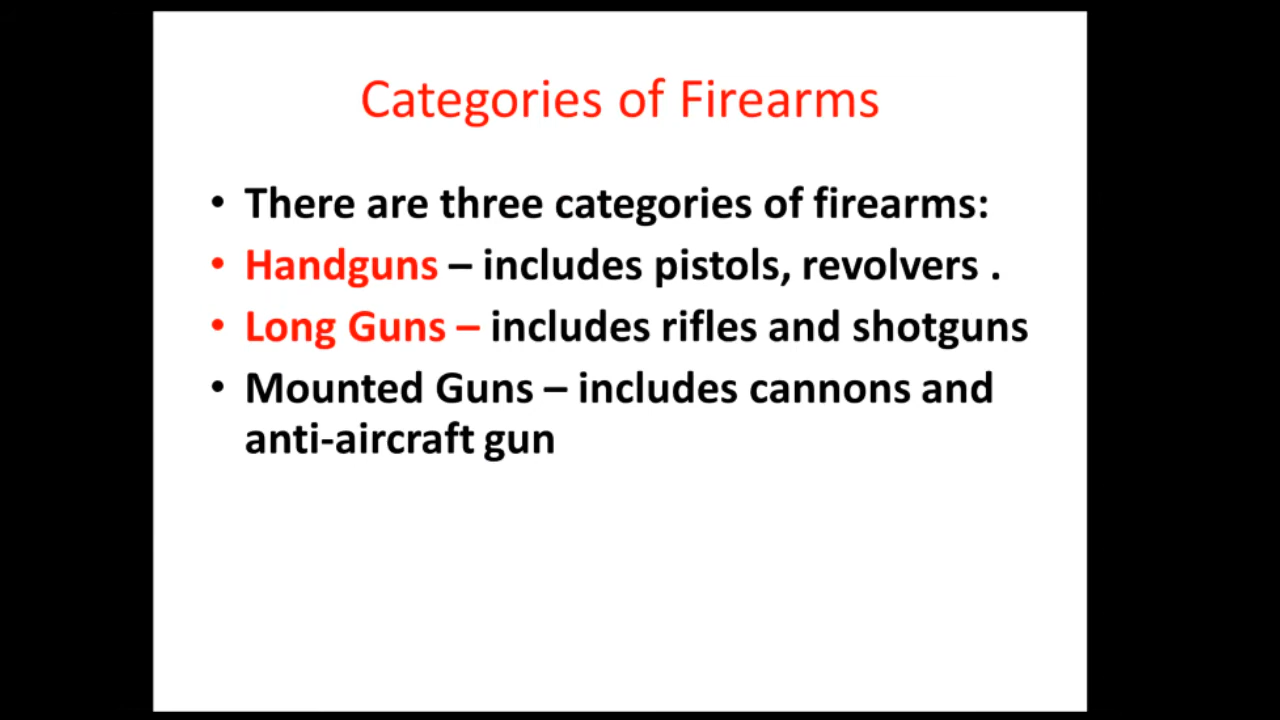 Categories of Firearms
• There are three categories of firearms:
• Handguns – includes pistols, revolvers .
• Long Guns – includes rifles and shotguns
• Mounted Guns – includes cannons and
anti-aircraft gun